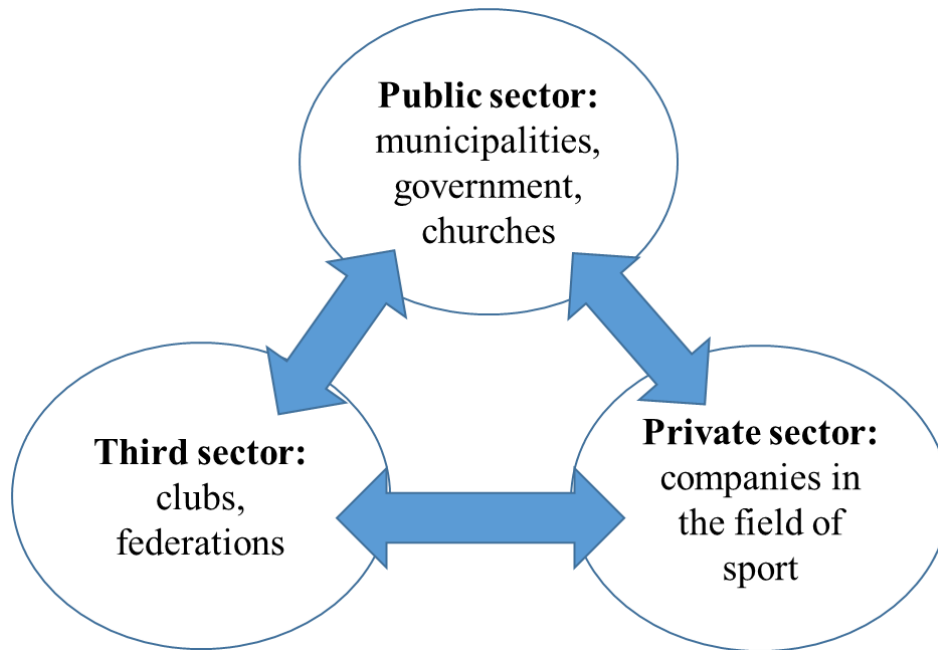 Public sector:
municipalities,
government,
churches
Third sector:
clubs,
federations
Private sector:
companies in
the field of
sport